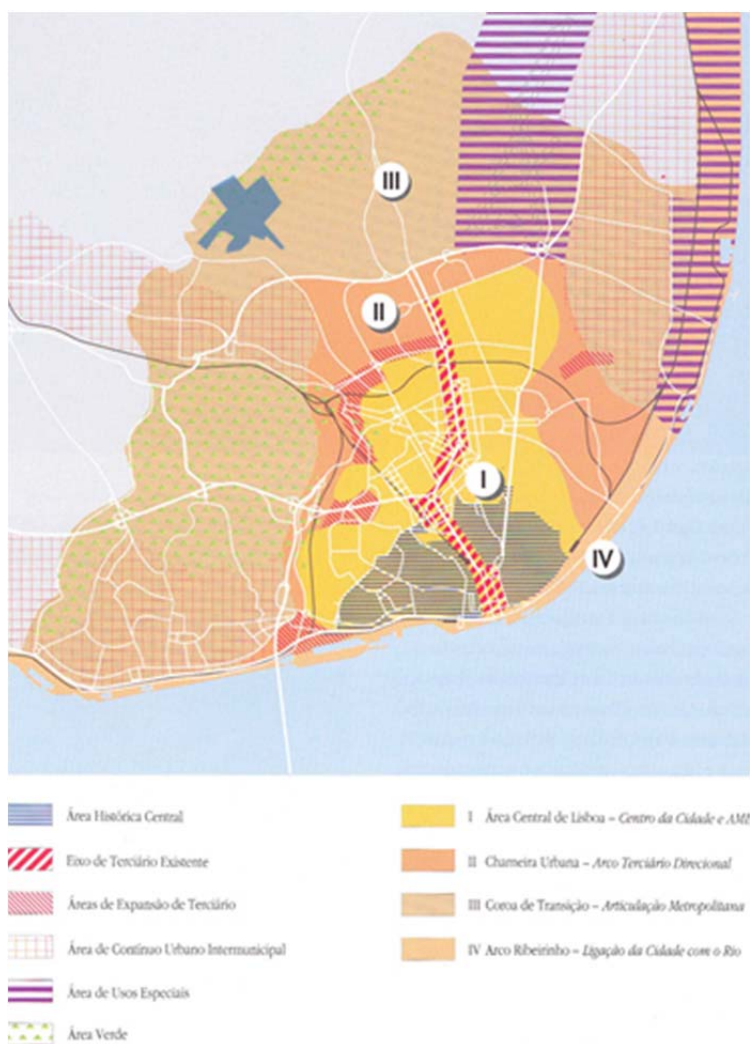 III
II
I
IV
Área Histórica Central
Eixo de Terciário Existente
Áreas de Expansão de Terciário
Área de Contínuo Urbano Intermunicipal
Área de Usos Especiais
Área Verde
I Área Central de Lisboa – Centro da Cidade e AML
II Charneira Urbana – Arco Terciário Direcional
III Coroa de Transição – Articulação Metropolitana
IV Arco Ribeirinho – Ligação da Cidade com o Rio